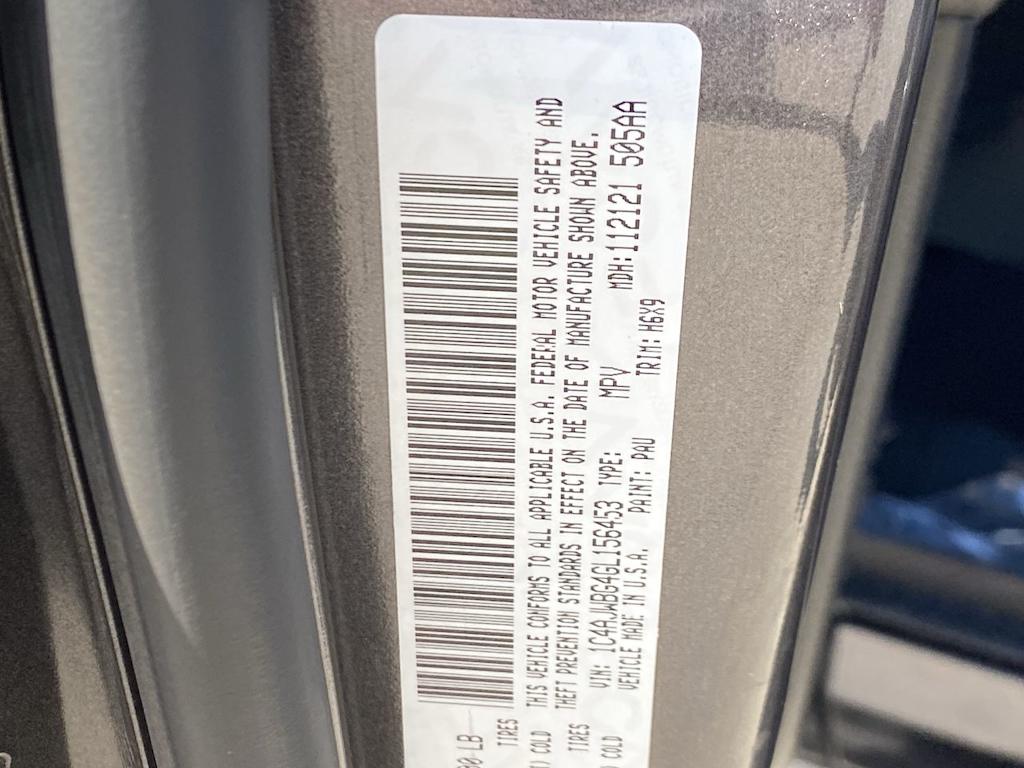 80 LB
TIRES
COLD
THIS VEHICLE CONFORMS TO ALL APPLICABLE U.S.A. FEDERAL MOTOR VEHICLE SAFETY AND
THEFT PREVENTION STANDARDS IN EFFECT ON THE DATE OF MANUFACTURE SHOWN ABOVE.
TIRES
COLD
VIN: 1C4AJWBG4GL156453 TYPE: MPV MDH:112121 505AA
VEHICLE MADE IN U.S.A. PAINT: PAU TRIM: H6X9